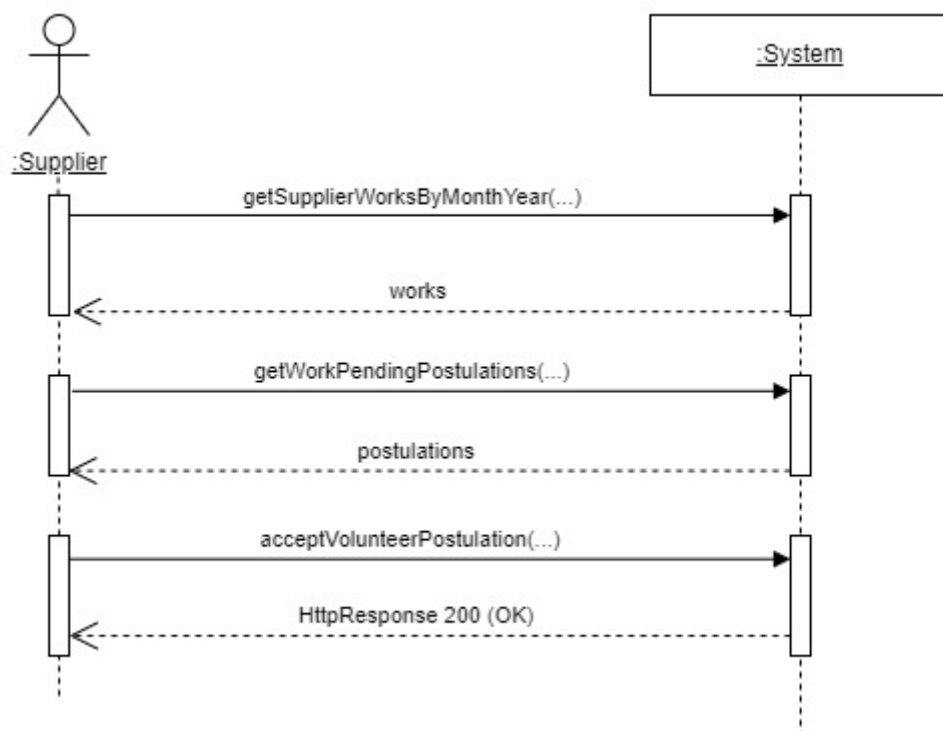 :System
:Supplier
getSupplierWorksByMonthYear(...)
works
getWorkPendingPostulations(...)
postulations
acceptVolunteerPostulation(...)
HttpResponse 200 (OK)